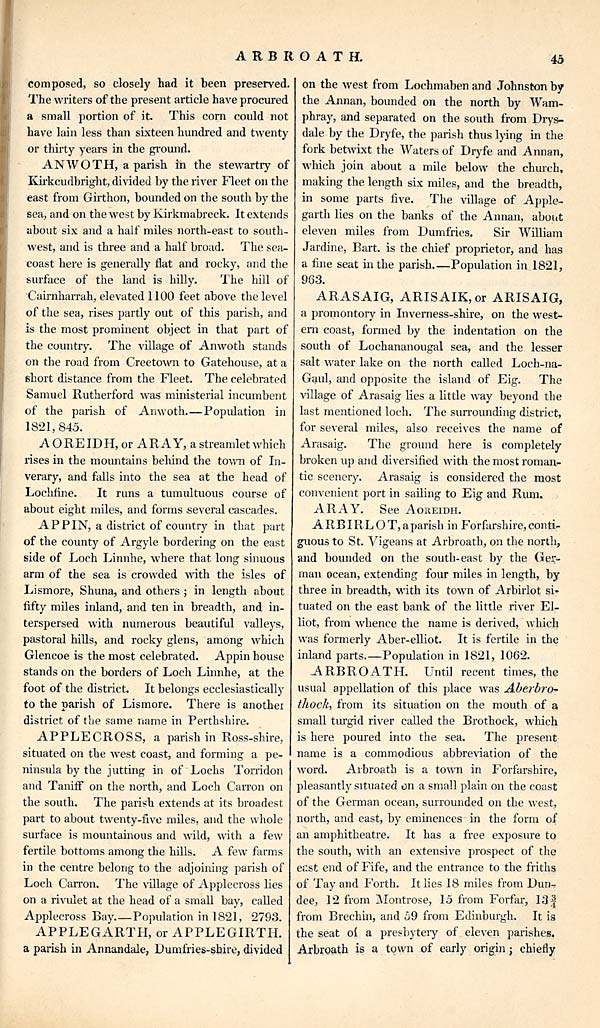 ARBROATH.
45
composed, so closely had it been preserved.
The writers of the present article have procured
a small portion of it. This corn could not
have lain less than sixteen hundred and twenty
or thirty years in the ground.
ANWOTH, a parish in the stewartry of
Kirkcudbright, divided by the river Fleet on the
east from Girthon, bounded on the south by the
sea, and on the west by Kirkmabreck. It extends
about six and a half miles north-east to south-
west, and is three and a half broad. The sea-
coast here is generally flat and rocky, and the
surface of the land is hilly. The hill of
Cairnharrah, elevated 1100 feet above the level
of the sea, rises partly out of this parish, and
is the most prominent object in that part of
the country. The village of Anwoth stands
on the road from Creetown to Gatehouse, at a
short distance from the Fleet. The celebrated
Samuel Rutherford was ministerial incumbent
of the parish of Anwoth.—Population in
1821, 845.
AOREIDH, or ARAY, a streamlet which
rises in the mountains behind the town of In-
verary, and falls into the sea at the head of
Lochfine. It runs a tumultuous course of
about eight miles, and forms several cascades.
APPIN, a district of country in that part
of the county of Argyle bordering on the east
side of Loch Linnhe, where that long sinuous
arm of the sea is crowded with the isles of
Lismore, Shuna, and others; in length about
fifty miles inland, and ten in breadth, and in-
terspersed with numerous beautiful valleys,
pastoral hills, and rocky glens, among which
Glencoe is the most celebrated. Appin house
stands on the borders of Loch Linnhe, at the
foot of the district. It belongs ecclesiastically
to the parish of Lismore. There is another
district of the same name in Perthshire.
APPLECROSS, a parish in Ross-shire,
situated on the west coast, and forming a pe-
ninsula by the jutting in of Lochs Torridon
and Taniff on the north, and Loch Carron on
the south. The parish extends at its broadest
part to about twenty-five miles, and the whole
surface is mountainous and wild, with a few
fertile bottoms among the hills. A few farms
in the centre belong to the adjoining parish of
Loch Carron. The village of Applecross lies
on a rivulet at the head of a small bay, called
Applecross Bay.—Population in 1821, 2793.
APPLEGARTH, or APPLEGIRTH.
a parish in Annandale, Dumfries-shire, divided
on the west from Lochmaben and Johnston by
the Annan, bounded on the north by Wam-
phray, and separated on the south from Drys-
dale by the Dryfe, the parish thus lying in the
fork betwixt the Waters of Dryfe and Annan,
which join about a mile below the church,
making the length six miles, and the breadth,
in some parts five. The village of Apple-
garth lies on the banks of the Annan, about
eleven miles from Dumfries. Sir William
Jardine, Bart. is the chief proprietor, and has
a fine seat in the parish.—Population in 1821,
963.
ARASAIG, ARISAIK, or ARISAIG,
a promontory in Inverness-shire, on the west-
ern coast, formed by the indentation on the
south of Lochananougal sea, and the lesser
salt water lake on the north called Loch-na-
Gaul, and opposite the island of Eig. The
village of Arasaig lies a little way beyond the
last mentioned loch. The surrounding district,
for several miles, also receives the name of
Arasaig. The ground here is completely
broken up and diversified with the most roman-
tic scenery. Arasaig is considered the most
convenient port in sailing to Eig and Rum.
ARAY. See AOREIDH.
ARBIRLOT, a parish in Forfarshire, conti-
guous to St. Vigeans at Arbroath, on the north,
and bounded on the south-east by the Ger-
man ocean, extending four miles in length, by
three in breadth, with its town of Arbirlot si-
tuated on the east bank of the little river El-
liot, from whence the name is derived, which
was formerly Aber-elliot. It is fertile in the
inland parts.—Population in 1821, 1062.
ARBROATH. Until recent times, the
usual appellation of this place was Aberbro-
thock, from its situation on the mouth of a
small turgid river called the Brothock, which
is here poured into the sea. The present
name is a commodious abbreviation of the
word. Arbroath is a town in Forfarshire,
pleasantly situated on a small plain on the coast
of the German ocean, surrounded on the west,
north, and east, by eminences in the form of
an amphitheatre. It has a free exposure to
the south, with an extensive prospect of the
east end of Fife, and the entrance to the friths
of Tay and Forth. It lies 18 miles from Dun-
dee, 12 from Montrose, 15 from Forfar, 13¾
from Brechin, and 59 from Edinburgh. It is
the seat of a presbytery of eleven parishes.
Arbroath is a town of early origin; chiefly